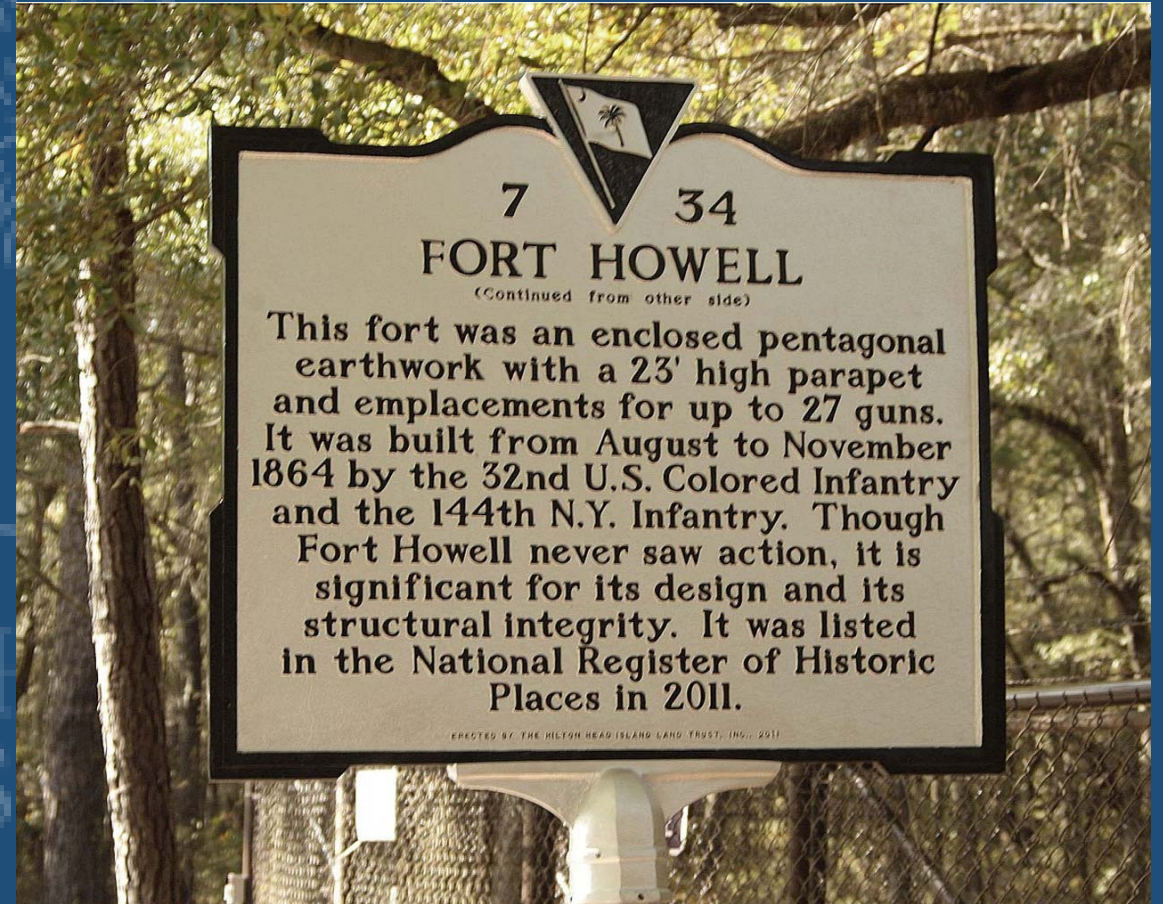 7 34
FORT HOWELL
(Continued from other side)
This fort was an enclosed pentagonal
earthwork with a 23' high parapet
and emplacements for up to 27 guns.
It was built from August to November
1864 by the 32nd U.S. Colored Infantry
and the 144th N.Y. Infantry. Though
Fort Howell never saw action, it is
significant for its design and its
structural integrity. It was listed
in the National Register of Historic
Places in 2011.
ERECTED BY THE HILTON HEAD ISLAND LAND TRUST, INC., 2011